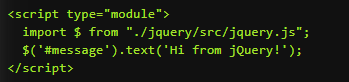 <script type="module">
import $ from "./jquery/src/jquery.js";
$('#message').text('Hi from jQuery!');
</script>